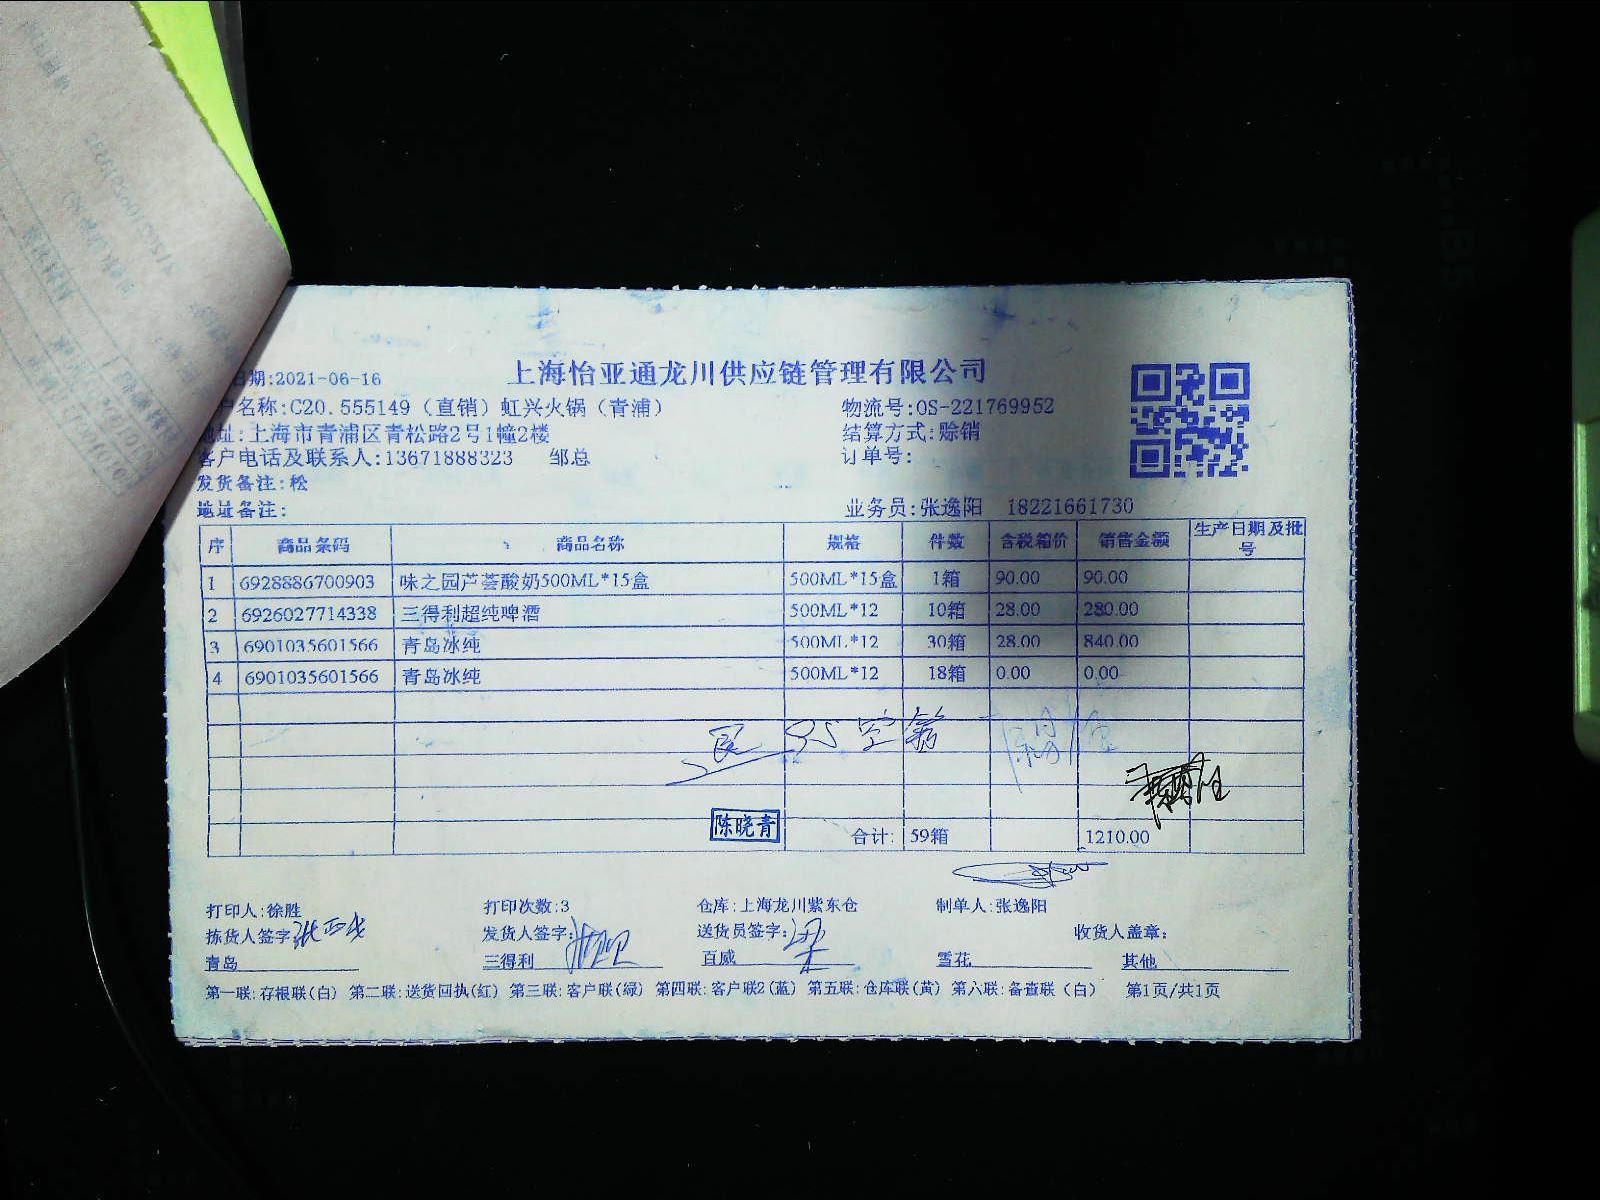 上海怡亚通龙川供应链管理有限公司
日期:2021-06-16
户名称:C20.555149（直销）虹兴火锅（青浦） 物流号:OS-221769952
地址:上海市青浦区青松路2号1幢2楼 结算方式:赊销
客户电话及联系人:13671888323 邹总 订单号:
发货备注:松
地址备注: 业务员:张逸阳 18221661730
序 商品条码 商品名称 规格 件数 含税箱价 销售金额 生产日期及批号
1 6928886700903 味之园芦荟酸奶500ML*15盒 500ML*15盒 1箱 90.00 90.00
2 6926027714338 三得利超纯啤酒 500ML*12 10箱 28.00 280.00
3 6901035601566 青岛冰纯 500ML*12 30箱 28.00 840.00
4 6901035601566 青岛冰纯 500ML*12 18箱 0.00 0.00
陈晓青
合计: 59箱 1210.00
打印人:徐胜 打印次数:3 仓库:上海龙川紫东仓 制单人:张逸阳
拣货人签字: 发货人签字: 送货员签字: 收货人盖章:
青岛 三得利 百威 雪花 其他
第一联:存根联(白) 第二联:送货回执(红) 第三联:客户联(绿) 第四联:客户联2(蓝) 第五联:仓库联(黄) 第六联:备查联（白） 第1页/共1页